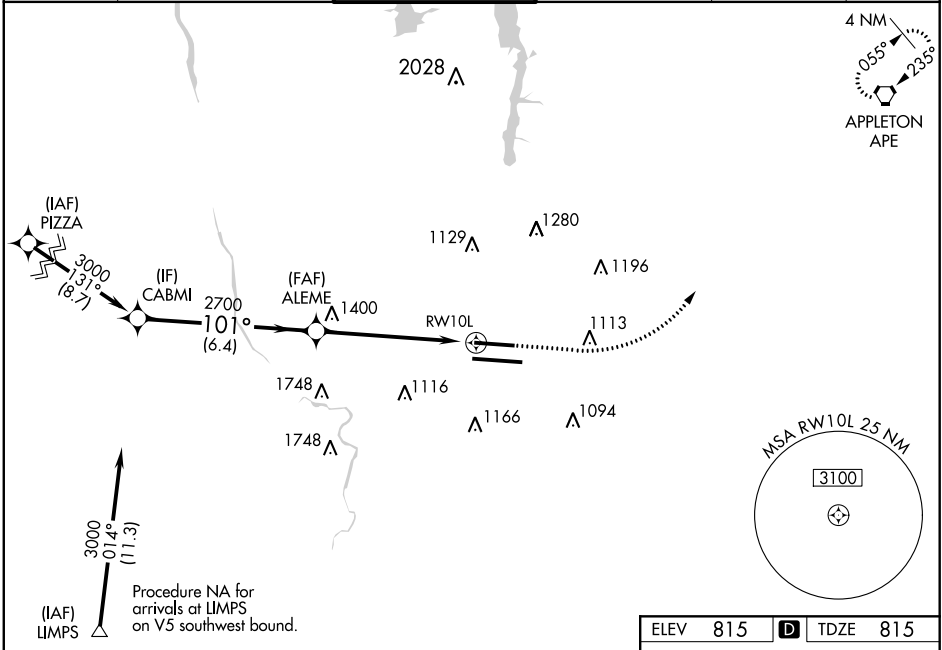 4 NM
055°
235°
APPLETON
APE
2028
(IAF)
PIZZA
3000
131°
(8.7)
(IF)
CABMI
2700
101°
(6.4)
(FAF)
ALEME
1400
RW10L
1129
1280
1196
1113
1748
1116
1166
1094
1748
MSA RW10L 25 NM
3100
3000
014°
(11.3)
(IAF)
LIMPS
Procedure NA for
arrivals at LIMPS
on V5 southwest bound.
ELEV 815 D TDZE 815